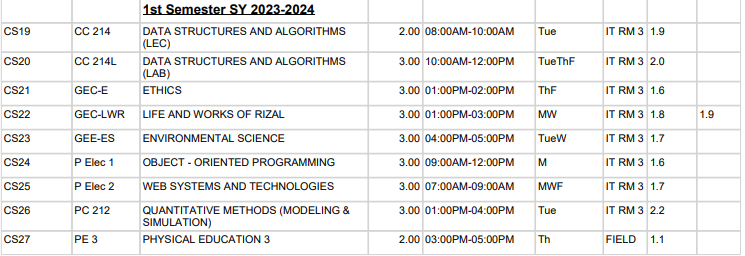 1st Semester SY 2023-2024
CS19 CC 214 DATA STRUCTURES AND ALGORITHMS (LEC) 2.00 08:00AM-10:00AM Tue IT RM 3 1.9
CS20 CC 214L DATA STRUCTURES AND ALGORITHMS (LAB) 3.00 10:00AM-12:00PM TueThF IT RM 3 2.0
CS21 GEC-E ETHICS 3.00 01:00PM-02:00PM ThF IT RM 3 1.6
CS22 GEC-LWR LIFE AND WORKS OF RIZAL 3.00 01:00PM-03:00PM MW IT RM 3 1.8 1.9
CS23 GEE-ES ENVIRONMENTAL SCIENCE 3.00 04:00PM-05:00PM TueW IT RM 3 1.7
CS24 P Elec 1 OBJECT - ORIENTED PROGRAMMING 3.00 09:00AM-12:00PM M IT RM 3 1.6
CS25 P Elec 2 WEB SYSTEMS AND TECHNOLOGIES 3.00 07:00AM-09:00AM MWF IT RM 3 1.7
CS26 PC 212 QUANTITATIVE METHODS (MODELING & SIMULATION) 3.00 01:00PM-04:00PM Tue IT RM 3 2.2
CS27 PE 3 PHYSICAL EDUCATION 3 2.00 03:00PM-05:00PM Th FIELD 1.1